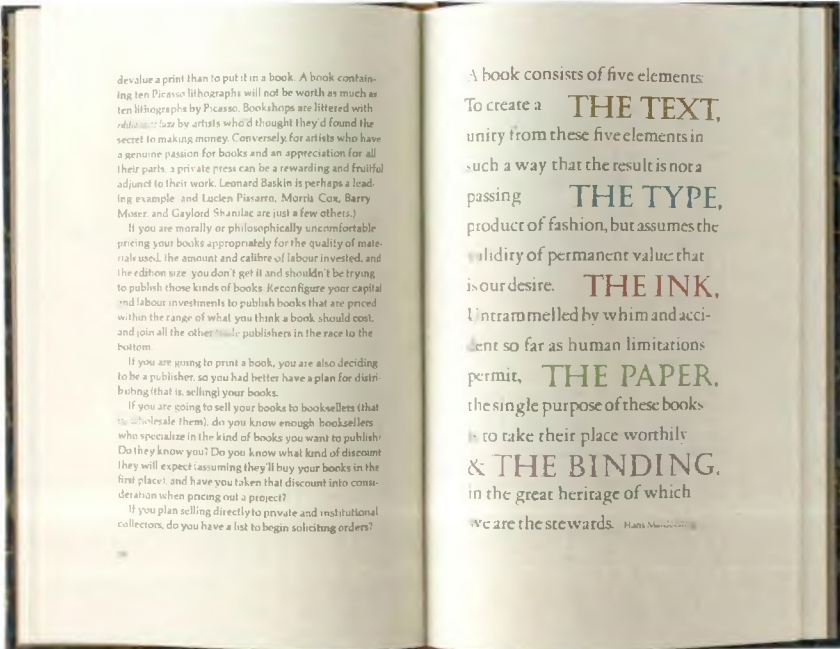 devalue a print than to put it in a book. A book contain-
ing ten Picasso lithographs will not be worth as much as
ten lithographs by Picasso. Bookshops are littered with
by artists who'd thought they'd found the
secret to making money. Conversely, for artists who have
a genuine passion for books and an appreciation for all
their parts, a private press can be a rewarding and fruitful
adjunct to their work. Leonard Baskin is perhaps a lead-
ing example and Lucien Pissarro, Morris Cox, Barry
Moser, and Gaylord Shanilac are just a few others.)
If you are morally or philosophically uncomfortable
pricing your books appropriately for the quality of mate-
rials used, the amount and calibre of labour invested, and
the edition size, you don't get it and shouldn't be trying
to publish those kinds of books. Reconfigure your capital
and labour investments to publish books that are priced
within the range of what you think a book should cost,
and join all the other publishers in the race to the
bottom.
If you are going to print a book, you are also deciding
to be a publisher, so you had better have a plan for distri-
buting (that is, selling) your books.
If you are going to sell your books to booksellers (that
is, wholesale them), do you know enough booksellers
who specialize in the kind of books you want to publish?
Do they know you? Do you know what kind of discount
they will expect (assuming they'll buy your books in the
first place), and have you taken that discount into consi-
deration when pricing out a project?
If you plan selling directly to private and institutional
collectors, do you have a list to begin soliciting orders?
A book consists of five elements:
To create a THE TEXT,
unity from these five elements in
such a way that the result is not a
passing THE TYPE,
product of fashion, but assumes the
validity of permanent value: that
is our desire. THE INK,
Untrammelled by whim and acci-
dent so far as human limitations
permit, THE PAPER,
the single purpose of these books
is to take their place worthily
& THE BINDING,
in the great heritage of which
we are the stewards. Hans